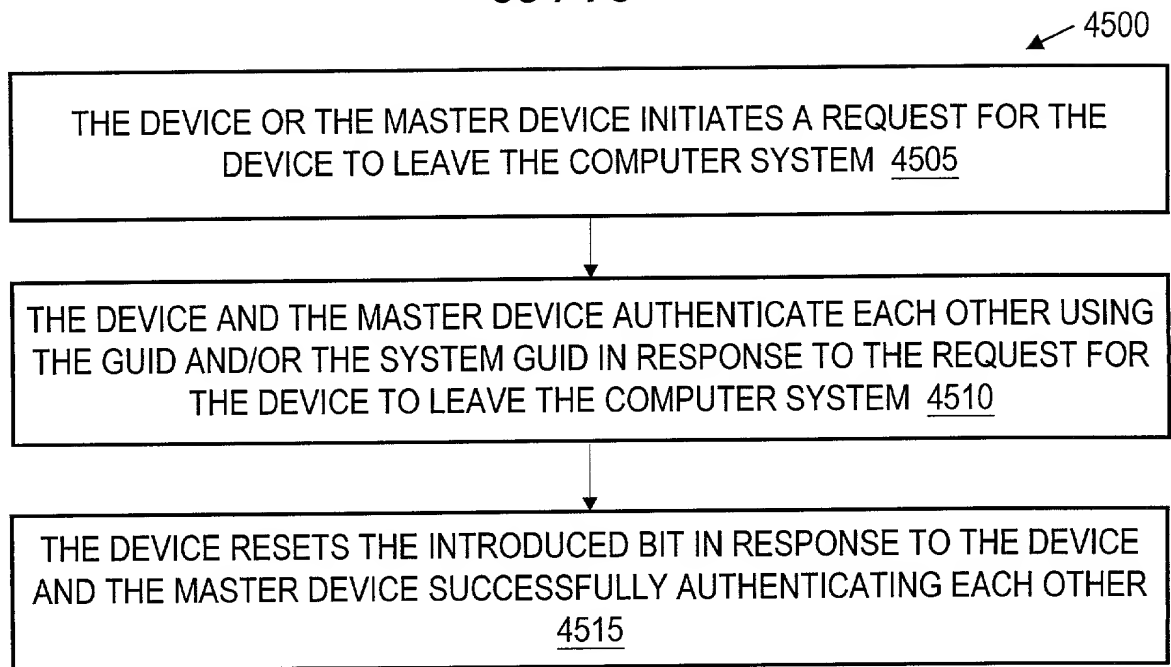 4500
THE DEVICE OR THE MASTER DEVICE INITIATES A REQUEST FOR THE
DEVICE TO LEAVE THE COMPUTER SYSTEM 4505
THE DEVICE AND THE MASTER DEVICE AUTHENTICATE EACH OTHER USING
THE GUID AND/OR THE SYSTEM GUID IN RESPONSE TO THE REQUEST FOR
THE DEVICE TO LEAVE THE COMPUTER SYSTEM 4510
THE DEVICE RESETS THE INTRODUCED BIT IN RESPONSE TO THE DEVICE
AND THE MASTER DEVICE SUCCESSFULLY AUTHENTICATING EACH OTHER
4515